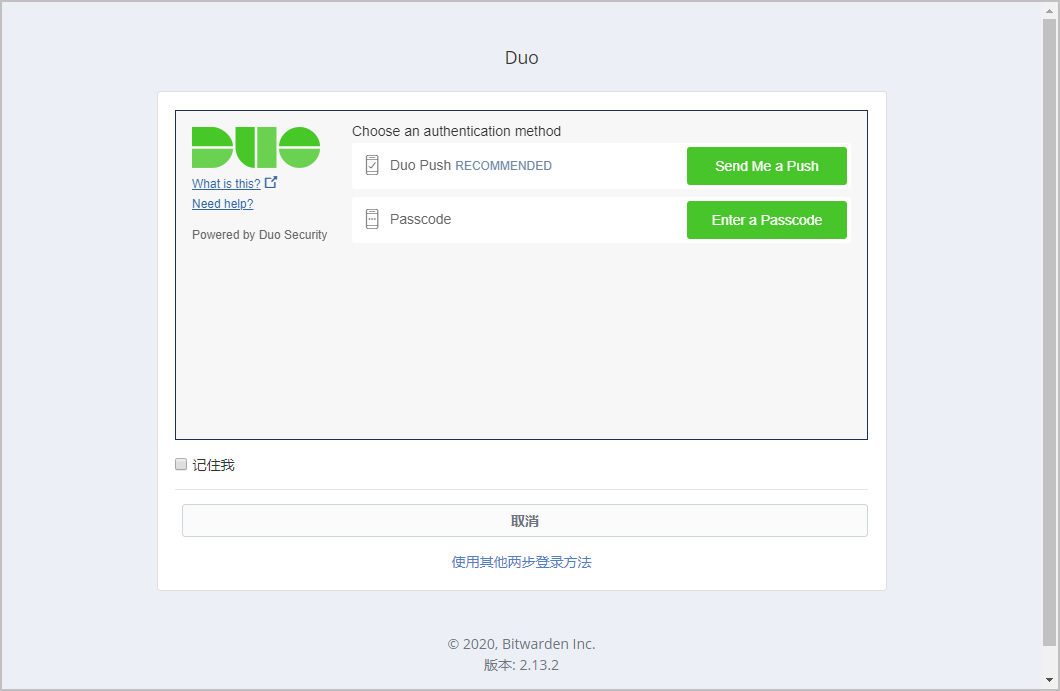 Duo
DUO
What is this?
Need help?
Powered by Duo Security
Choose an authentication method
Duo Push RECOMMENDED
Send Me a Push
Passcode
Enter a Passcode
记住我
取消
使用其他两步登录方法
© 2020, Bitwarden Inc.
版本: 2.13.2